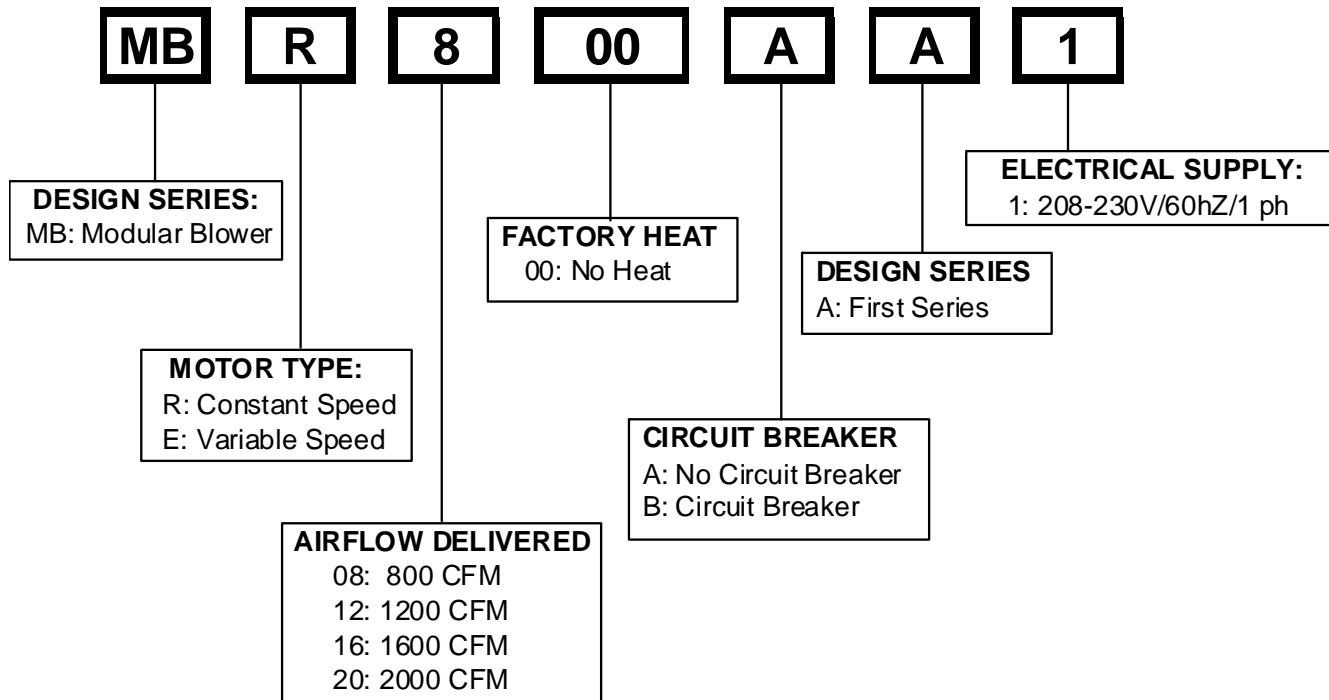 MB R 8 00 A A 1
DESIGN SERIES:
MB: Modular Blower
MOTOR TYPE:
R: Constant Speed
E: Variable Speed
AIRFLOW DELIVERED
08: 800 CFM
12: 1200 CFM
16: 1600 CFM
20: 2000 CFM
FACTORY HEAT
00: No Heat
CIRCUIT BREAKER
A: No Circuit Breaker
B: Circuit Breaker
DESIGN SERIES
A: First Series
ELECTRICAL SUPPLY:
1: 208-230V/60hZ/1 ph